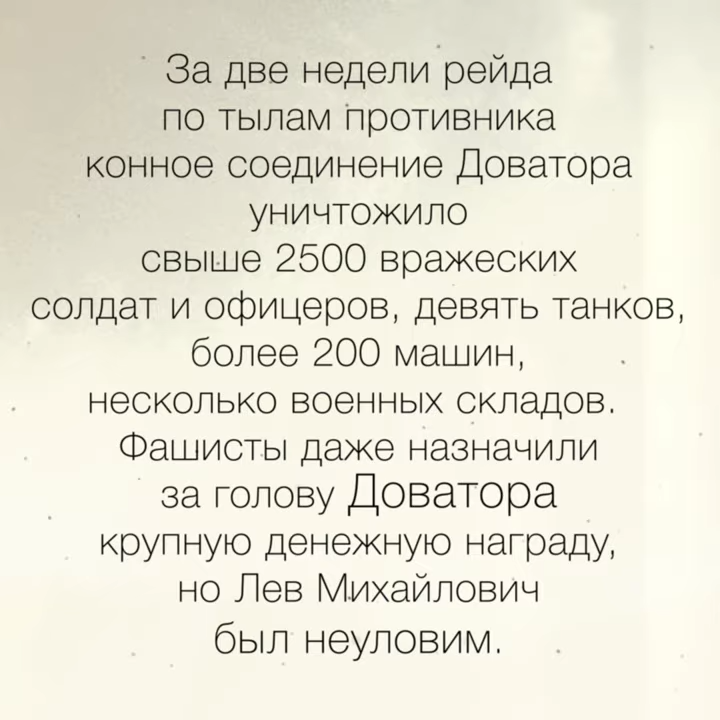 За две недели рейда
по тылам противника
конное соединение Доватора
уничтожило
свыше 2500 вражеских
солдат и офицеров, девять танков,
более 200 машин,
несколько военных складов.
Фашисты даже назначили
за голову Доватора
крупную денежную награду,
но Лев Михайлович
был неуловим.